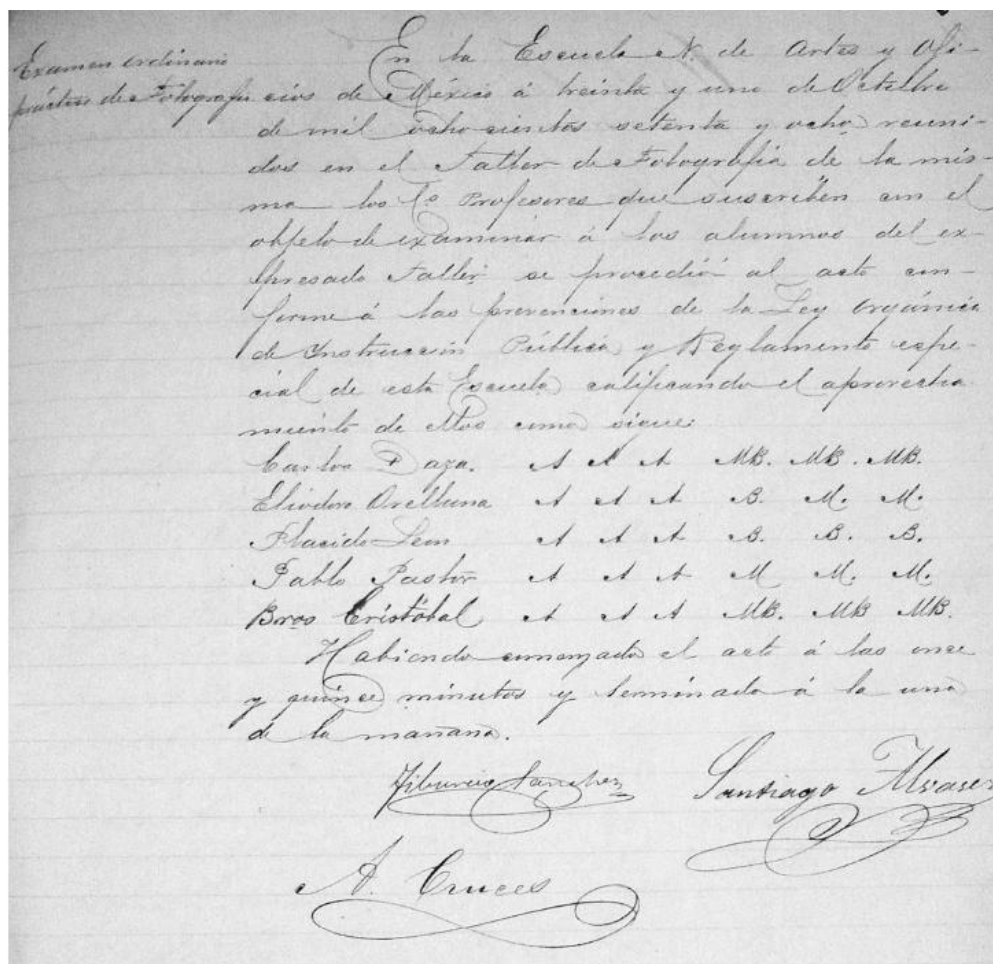 Examen ordinario
práctico de Fotografía
En la Escuela N. de Artes y Ofi-
cios de México á treinta y uno de Octubre
de mil ochocientos setenta y ocho, reuni-
dos en el Taller de Fotografía de la mis-
ma los Profesores que suscriben con el
objeto de examinar á los alumnos del ex-
presado Taller, se procedió al acto con-
forme á las prevenciones de la Ley orgánica
de Instrucción Pública y Reglamento espe-
cial de esta Escuela calificando el aprovecha
miento de ellos como sigue:
Carlos Daza. A A A MB. MB. MB.
Eliodoro Orellana A A A B. M. M.
Placido Leon A A A B. B. B.
Pablo Pastor A A A M M. M.
Bros Cristóbal A A A MB. MB MB.
Habiendo comenzado el acto á las once
y quince minutos y terminado á la una
de la mañana.
Tiburcio Sanchez Santiago Alvarez
A. Cruces